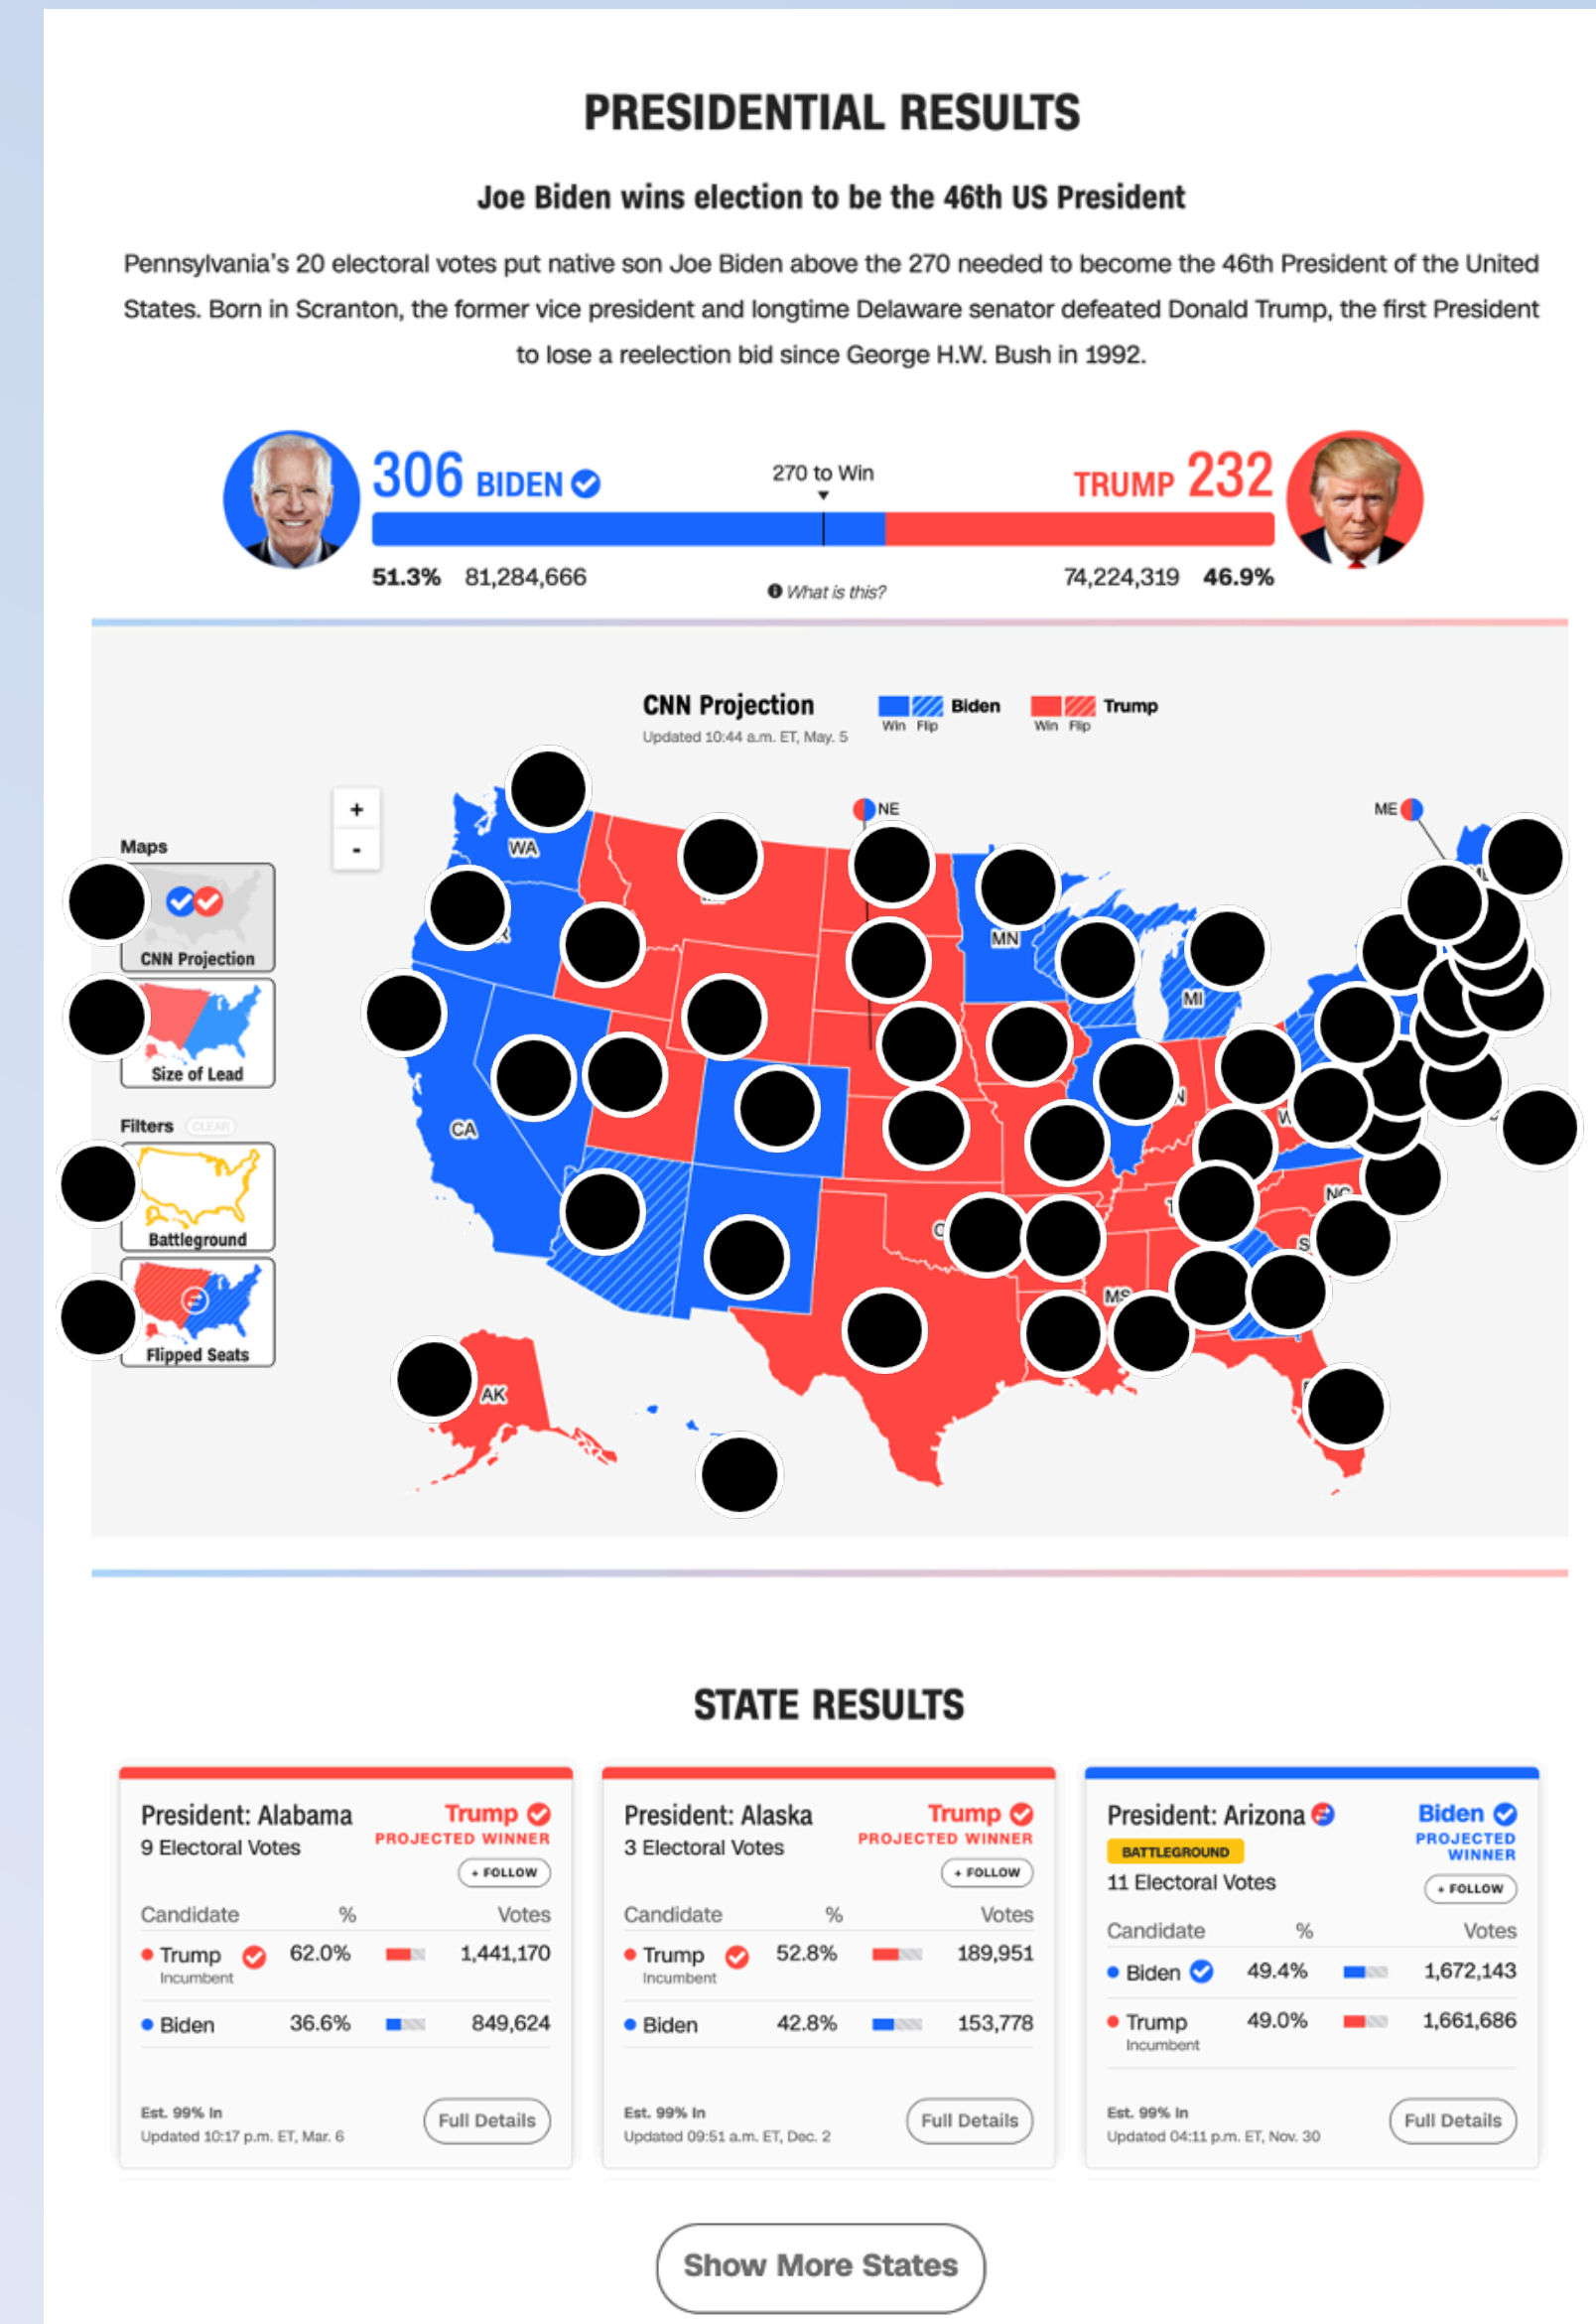 PRESIDENTIAL RESULTS
Joe Biden wins election to be the 46th US President
Pennsylvania's 20 electoral votes put native son Joe Biden above the 270 needed to become the 46th President of the United
States. Born in Scranton, the former vice president and longtime Delaware senator defeated Donald Trump, the first President
to lose a reelection bid since George H.W. Bush in 1992.
306 BIDEN
270 to Win
TRUMP 232
51.3% 81,284,666
What is this?
74,224,319 46.9%
CNN Projection
Updated 10:44 a.m. ET, May. 5
Biden
Win Flip
Trump
Win Flip
+
-
NE
ME
WA
MN
MI
CA
NC
MS
AK
Maps
CNN Projection
Size of Lead
Filters CLEAR
Battleground
Flipped Seats
STATE RESULTS
President: Alabama
9 Electoral Votes
Trump
PROJECTED WINNER
+ FOLLOW
Candidate % Votes
Trump 62.0% 1,441,170
Incumbent
Biden 36.6% 849,624
Est. 99% In
Updated 10:17 p.m. ET, Mar. 6
Full Details
President: Alaska
3 Electoral Votes
Trump
PROJECTED WINNER
+ FOLLOW
Candidate % Votes
Trump 52.8% 189,951
Incumbent
Biden 42.8% 153,778
Est. 99% In
Updated 09:51 a.m. ET, Dec. 2
Full Details
President: Arizona
BATTLEGROUND
11 Electoral Votes
Biden
PROJECTED
WINNER
+ FOLLOW
Candidate % Votes
Biden 49.4% 1,672,143
Trump 49.0% 1,661,686
Incumbent
Est. 99% In
Updated 04:11 p.m. ET, Nov. 30
Full Details
Show More States